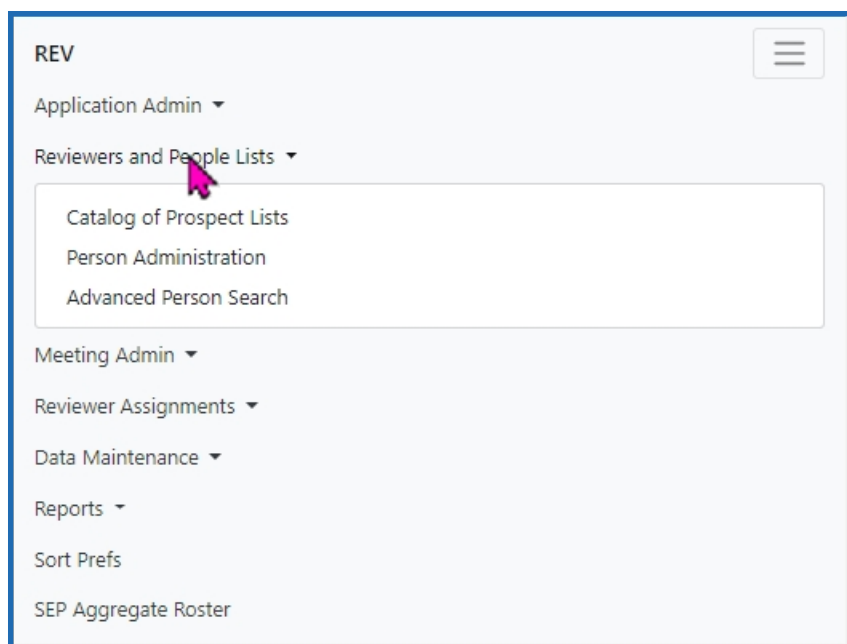 REV
Application Admin
Reviewers and People Lists
Catalog of Prospect Lists
Person Administration
Advanced Person Search
Meeting Admin
Reviewer Assignments
Data Maintenance
Reports
Sort Prefs
SEP Aggregate Roster